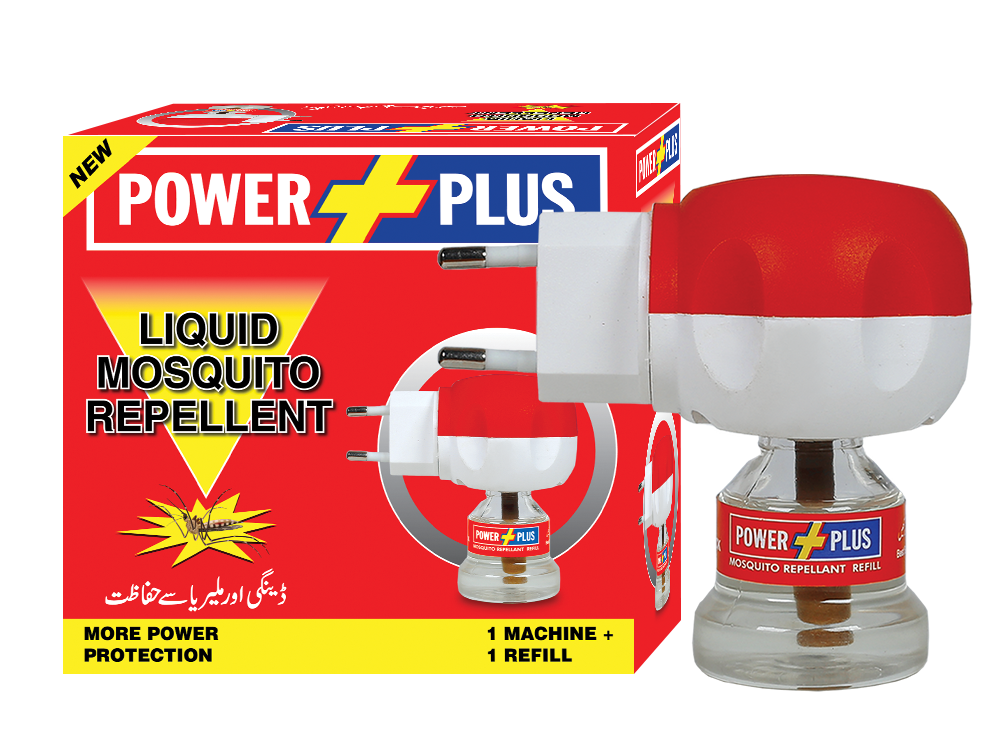 NEW
POWER PLUS
POWER PLUS
POWER PLUS
LIQUID
MOSQUITO
REPELLENT
ڈینگی اور ملیریا سے حفاظت
MORE POWER
PROTECTION
1 MACHINE +
1 REFILL
POWER PLUS
MOSQUITO REPELLANT REFILL
POWER PLUS
MOSQUITO REPELLANT REFILL